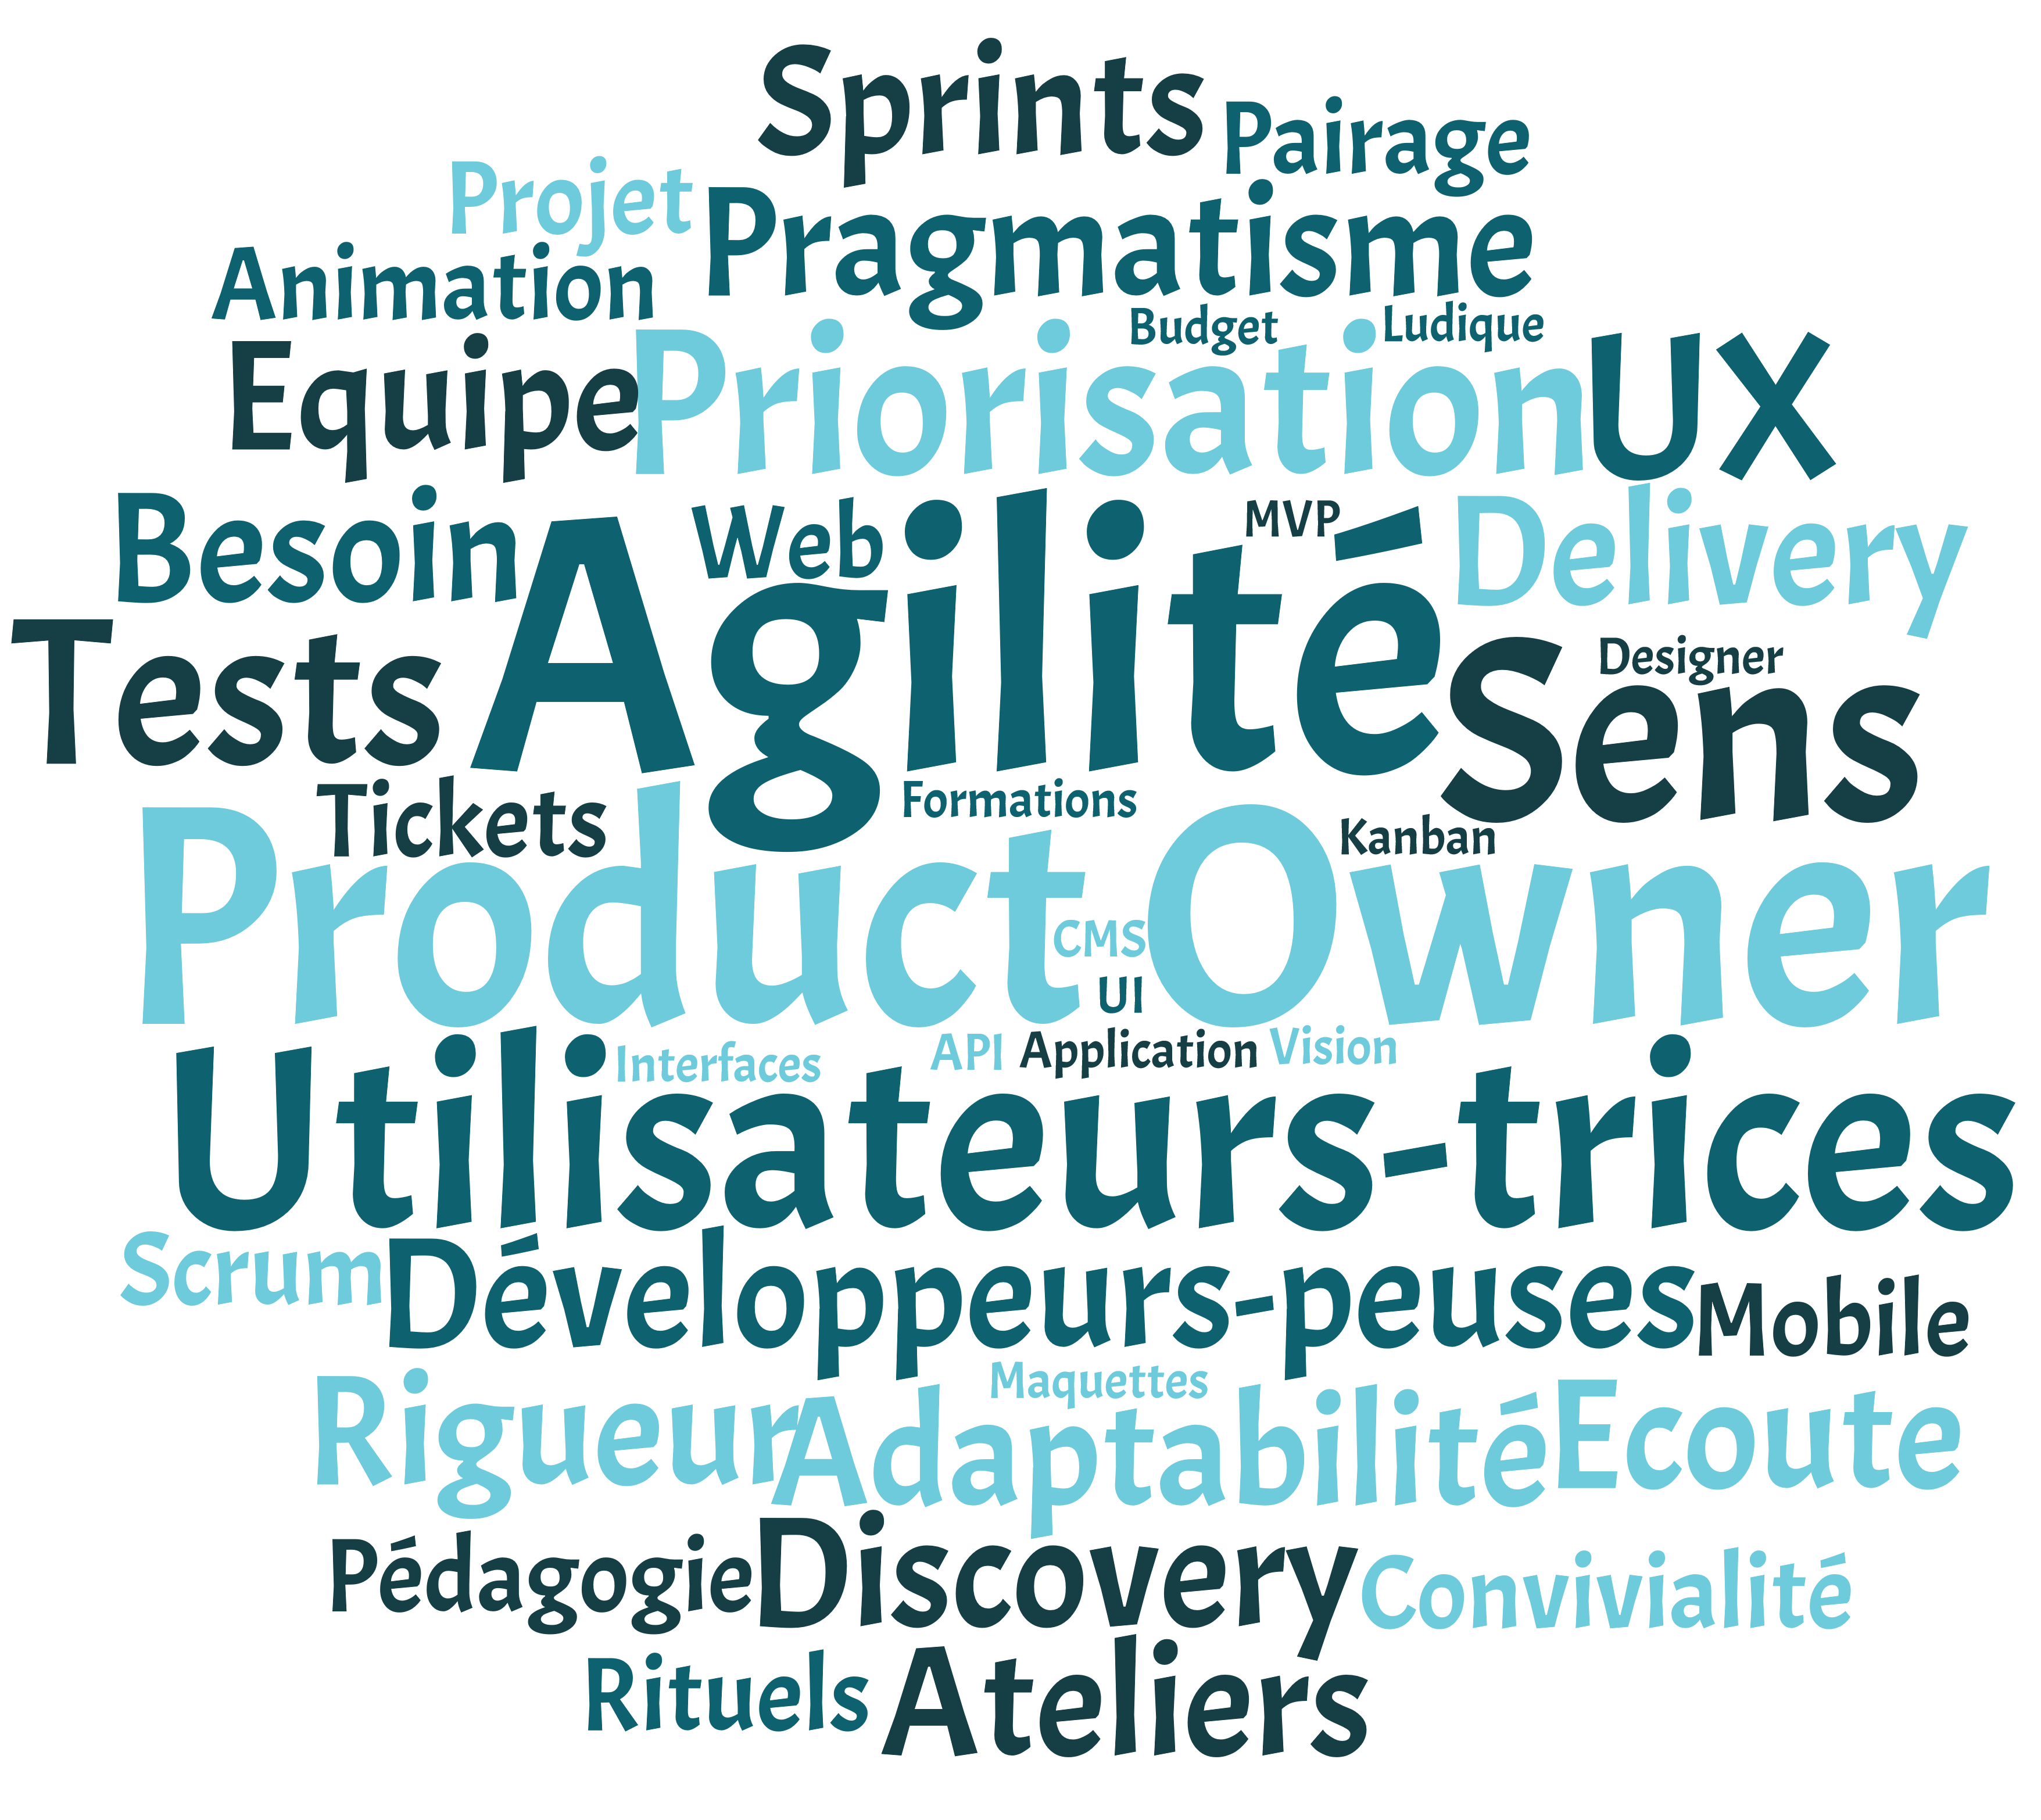 Sprints
Pairage
Projet
Pragmatisme
Animation
Budget
Ludique
Equipe
Priorisation
UX
Besoin
Web
MVP
Delivery
Agilité
Tests
Designer
Sens
Tickets
Formations
Kanban
Product Owner
CMS
UI
Interfaces
API
Application
Vision
Utilisateurs-trices
Scrum
Développeurs-peuses
Mobile
Maquettes
Rigueur
Adaptabilité
Ecoute
Pédagogie
Discovery
Convivialité
Rituels
Ateliers